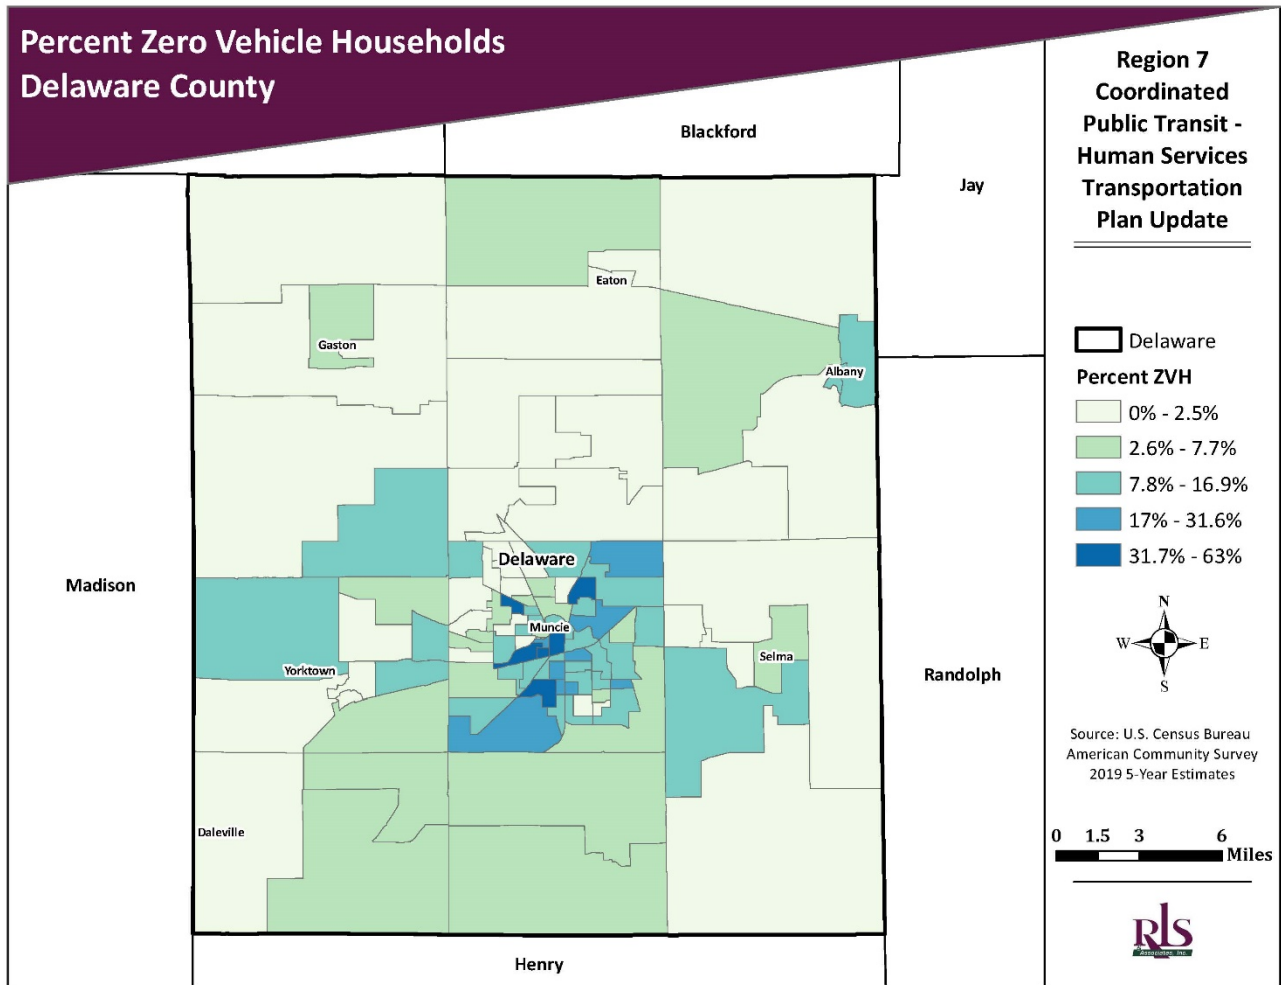 Percent Zero Vehicle Households
Delaware County
Region 7
Coordinated
Public Transit -
Human Services
Transportation
Plan Update
Blackford
Jay
Eaton
Gaston
Albany
Delaware
Madison
Muncie
Yorktown
Selma
Randolph
Daleville
Henry
Delaware
Percent ZVH
0% - 2.5%
2.6% - 7.7%
7.8% - 16.9%
17% - 31.6%
31.7% - 63%
N
W E
S
Source: U.S. Census Bureau
American Community Survey
2019 5-Year Estimates
0 1.5 3 6
Miles
RLS
& Associates, Inc.